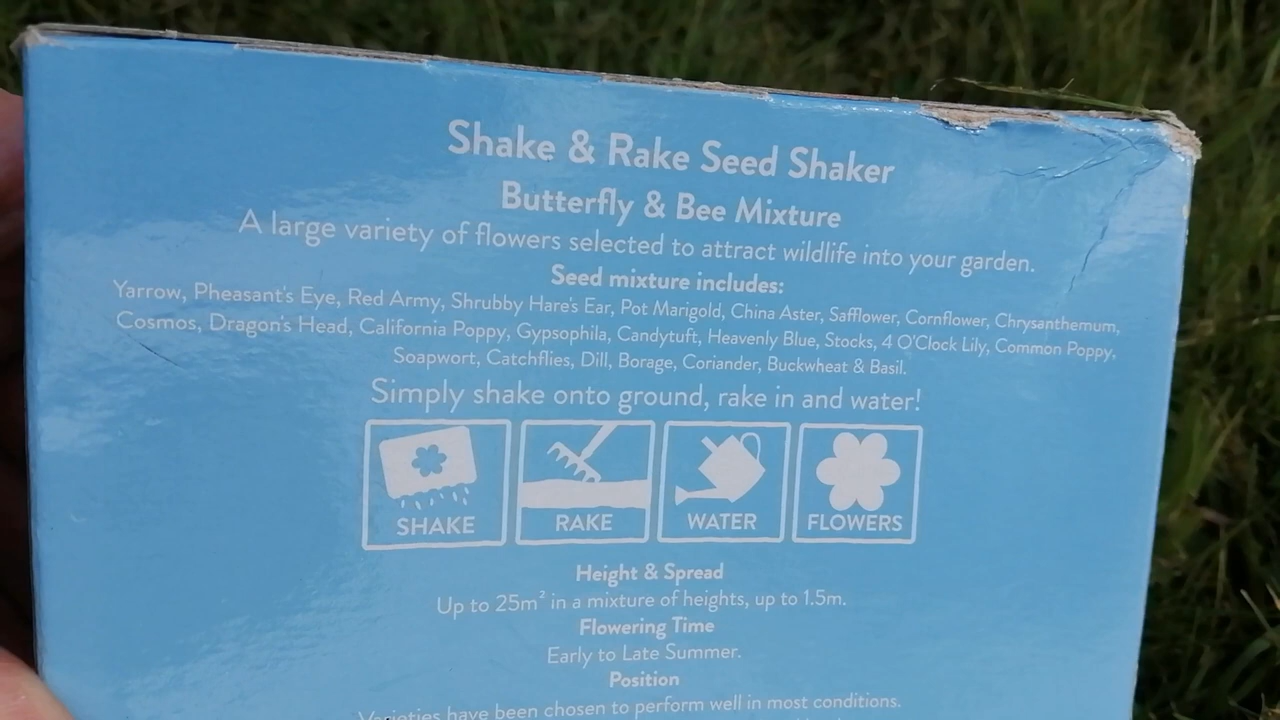 Shake & Rake Seed Shaker
Butterfly & Bee Mixture
A large variety of flowers selected to attract wildlife into your garden.
Seed mixture includes:
Yarrow, Pheasant's Eye, Red Army, Shrubby Hare's Ear, Pot Marigold, China Aster, Safflower, Cornflower, Chrysanthemum,
Cosmos, Dragon's Head, California Poppy, Gypsophila, Candytuft, Heavenly Blue, Stocks, 4 O'Clock Lily, Common Poppy,
Soapwort, Catchflies, Dill, Borage, Coriander, Buckwheat & Basil.
Simply shake onto ground, rake in and water!
SHAKE RAKE WATER FLOWERS
Height & Spread
Up to 25m² in a mixture of heights, up to 1.5m.
Flowering Time
Early to Late Summer.
Position
Varieties have been chosen to perform well in most conditions.